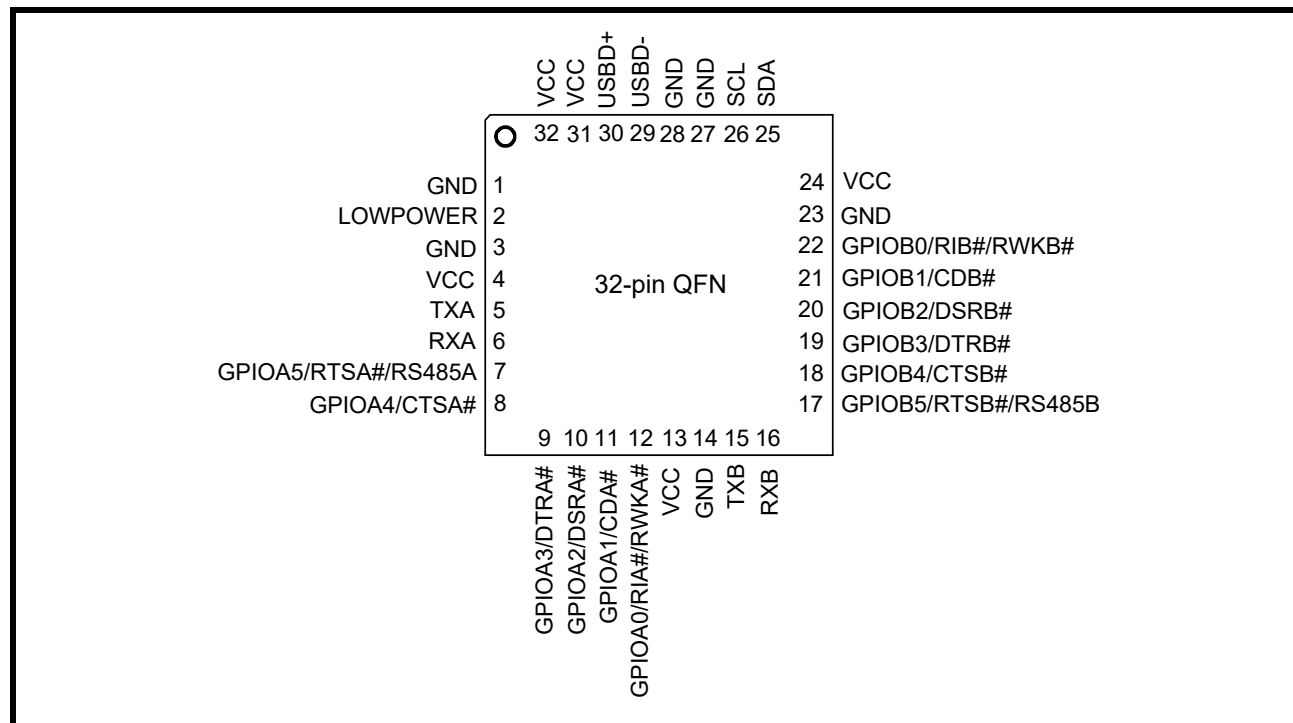 VCC
VCC
USBD+
USBD-
GND
GND
SCL
SDA
32 31 30 29 28 27 26 25
GND 1
LOWPOWER 2
GND 3
VCC 4
TXA 5
RXA 6
GPIOA5/RTSA#/RS485A 7
GPIOA4/CTSA# 8
32-pin QFN
24 VCC
23 GND
22 GPIOB0/RIB#/RWKB#
21 GPIOB1/CDB#
20 GPIOB2/DSRB#
19 GPIOB3/DTRB#
18 GPIOB4/CTSB#
17 GPIOB5/RTSB#/RS485B
9 10 11 12 13 14 15 16
GPIOA3/DTRA#
GPIOA2/DSRA#
GPIOA1/CDA#
GPIOA0/RIA#/RWKA#
VCC
GND
TXB
RXB